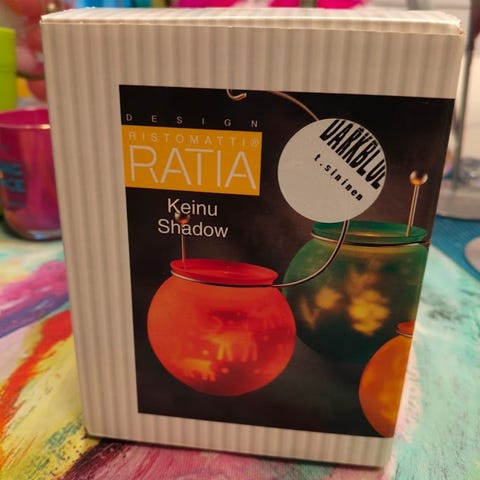 DESIGN
RISTOMATTI®
RATIA
Keinu
Shadow
DARKBLUE
t.sininen